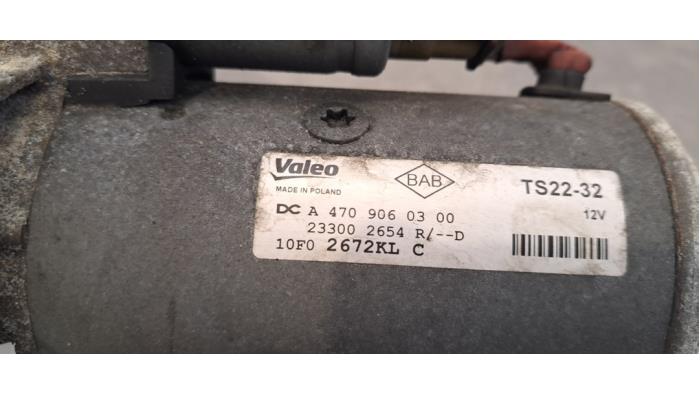 Valeo
MADE IN POLAND
BAB
TS22-32
12V
DC A 470 906 03 00
23300 2654 R/--D
10F0 2672KL C